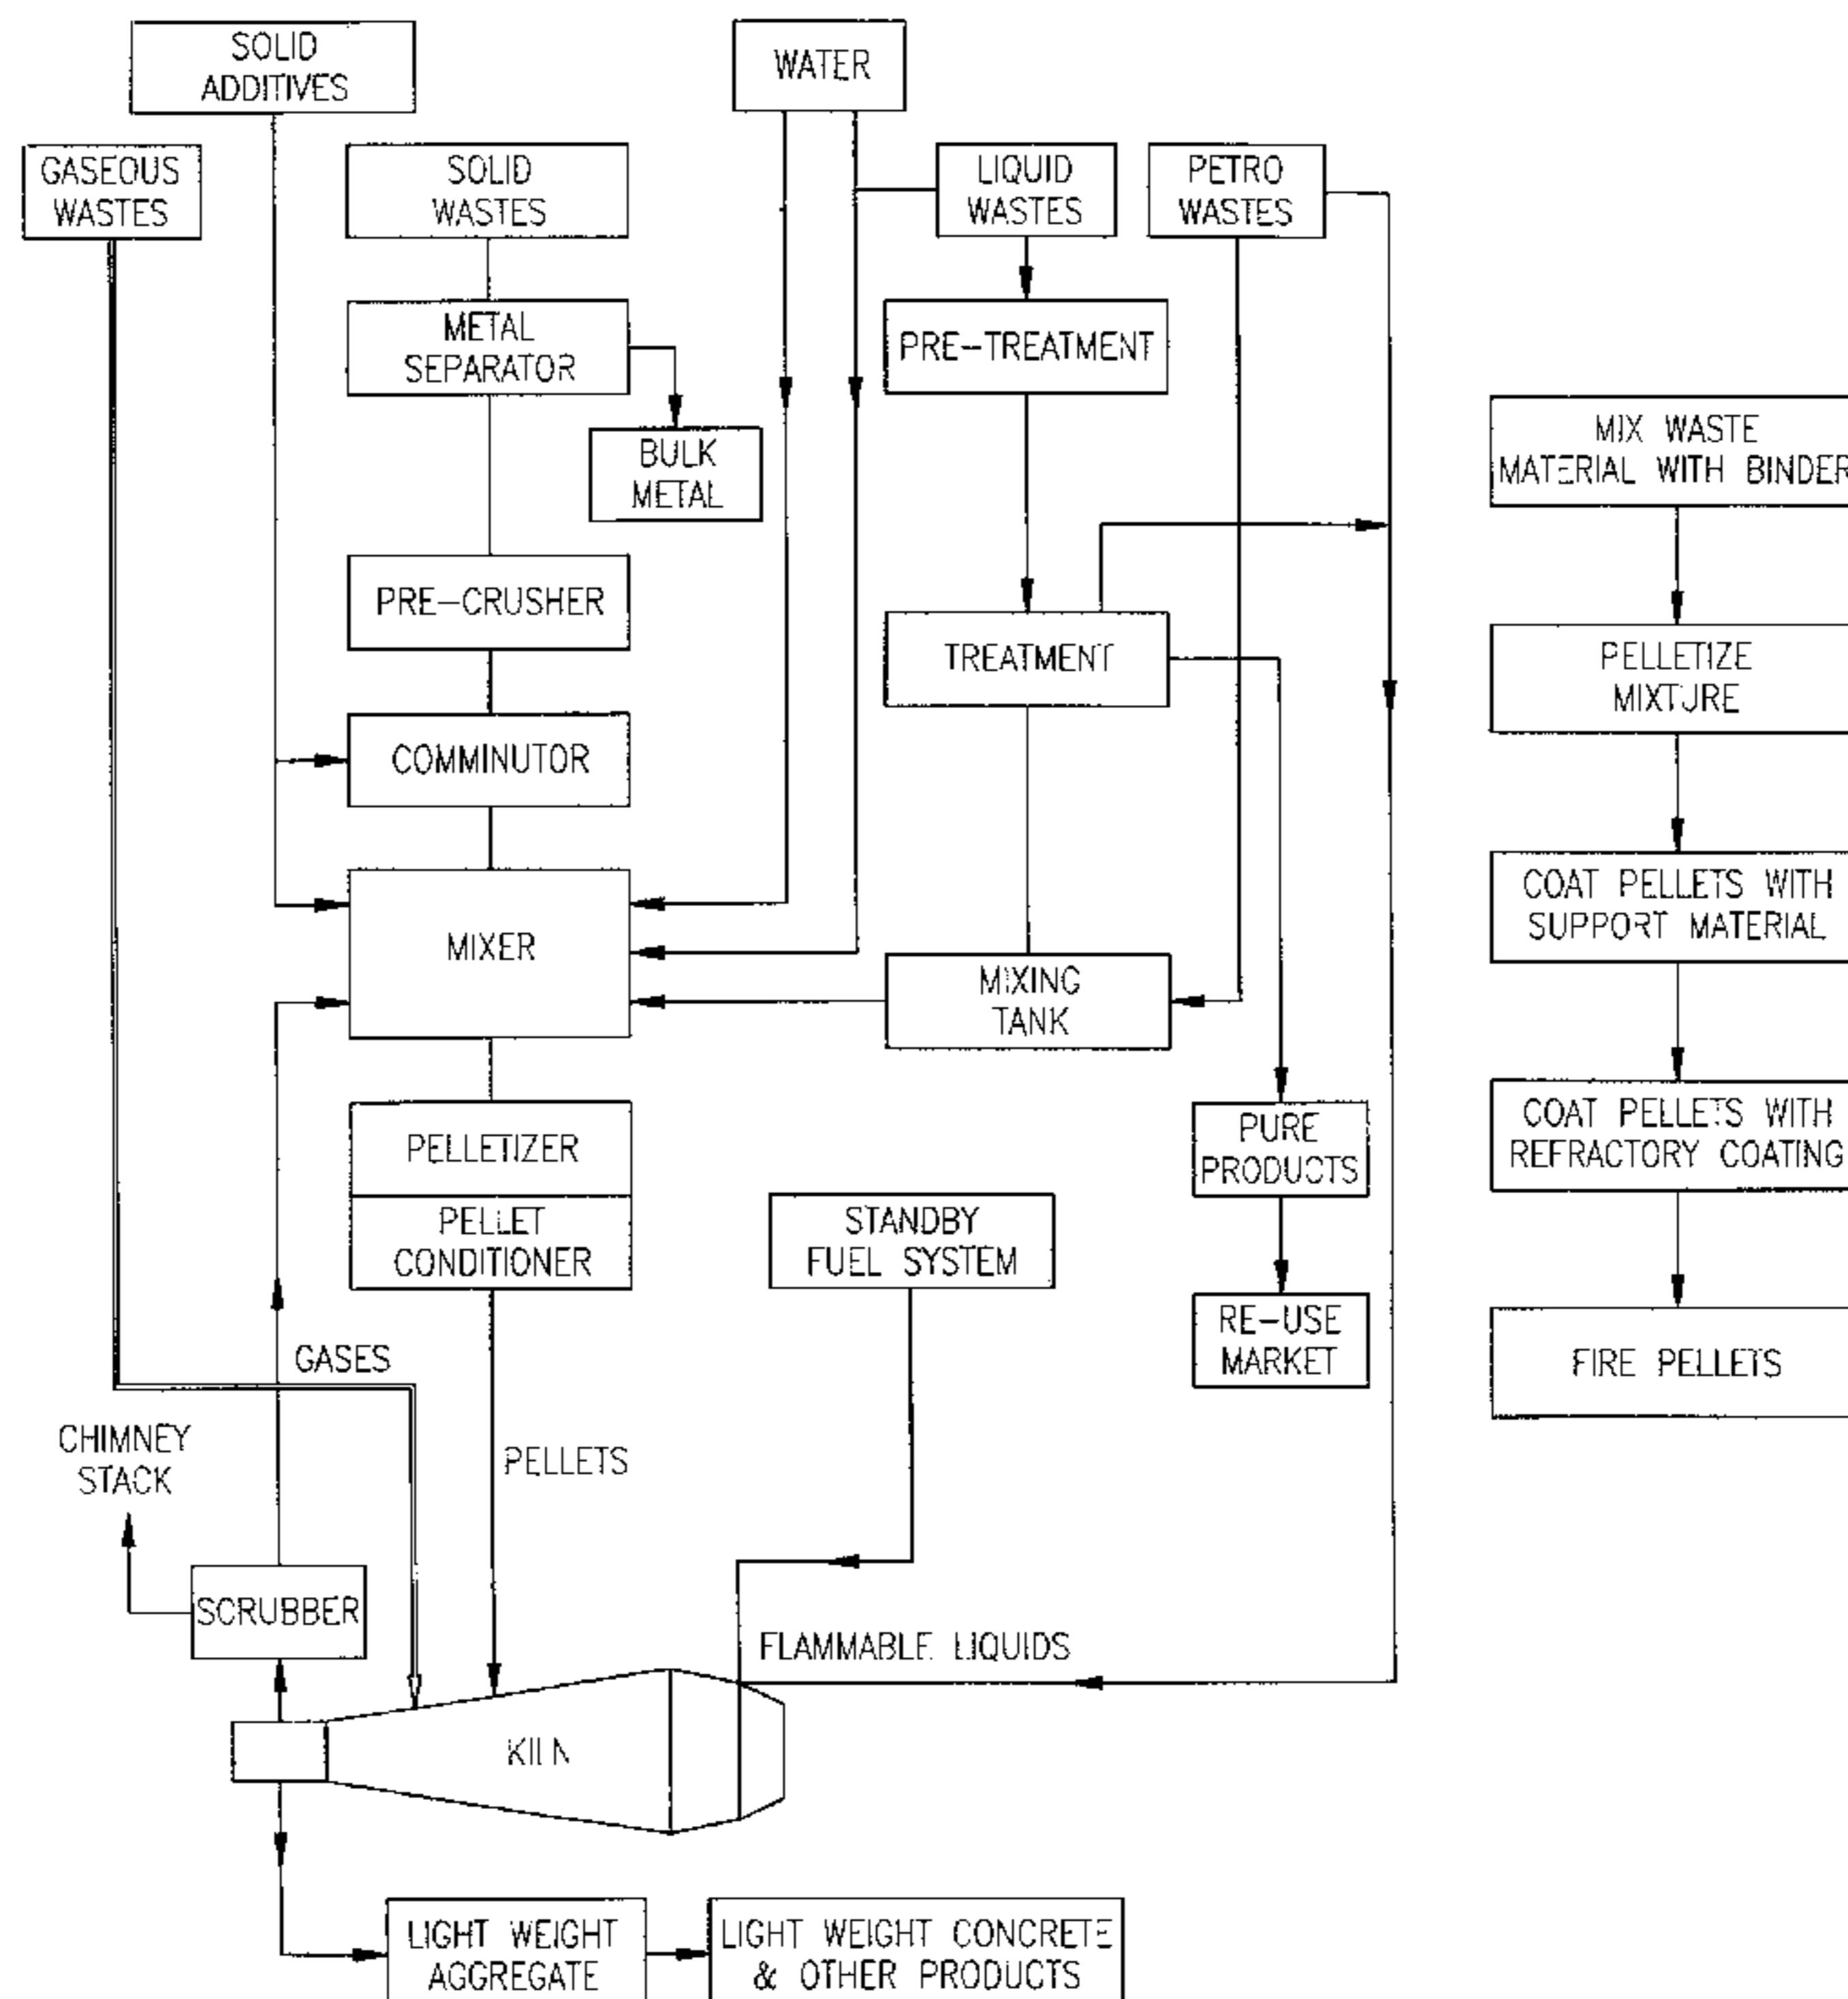 SOLID
ADDITIVES
WATER
GASEOUS
WASTES
SOLID
WASTES
LIQUID
WASTES
PETRO
WASTES
METAL
SEPARATOR
PRE-TREATMENT
BULK
METAL
MIX WASTE
MATERIAL WITH BINDER
PRE-CRUSHER
TREATMENT
PELLETIZE
MIXTURE
COMMINUTOR
COAT PELLETS WITH
SUPPORT MATERIAL
MIXER
MIXING
TANK
PELLETIZER
PURE
PRODUCTS
COAT PELLETS WITH
REFRACTORY COATING
PELLET
CONDITIONER
STANDBY
FUEL SYSTEM
RE-USE
MARKET
GASES
FIRE PELLETS
CHIMNEY
STACK
PELLETS
SCRUBBER
FLAMMABLE LIQUIDS
KILN
LIGHT WEIGHT
AGGREGATE
LIGHT WEIGHT CONCRETE
& OTHER PRODUCTS